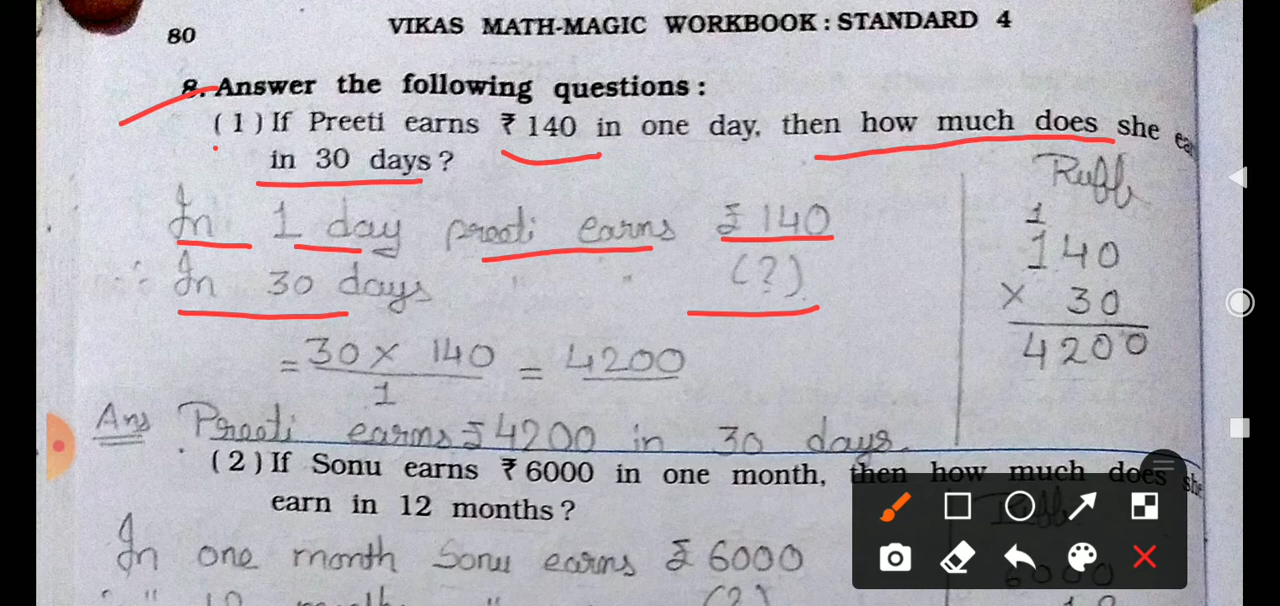 80 VIKAS MATH-MAGIC WORKBOOK : STANDARD 4
8. Answer the following questions :
( 1 ) If Preeti earns ₹ 140 in one day, then how much does she
in 30 days ?
Ruff
In 1 day preeti earns ₹ 140
∴ In 30 days " " (?)
1
140
× 30
4200
= 30 × 140 = 4200
1
Ans Preeti earns ₹ 4200 in 30 days.
( 2 ) If Sonu earns ₹ 6000 in one month, then how much does she
earn in 12 months ?
In one month Sonu earns ₹ 6000
6000